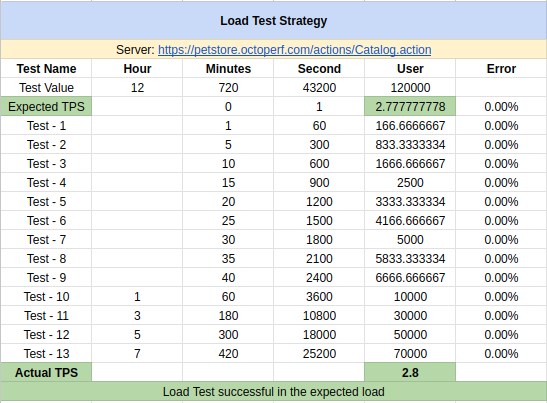 Load Test Strategy
Server: https://petstore.octoperf.com/actions/Catalog.action
Test Name Hour Minutes Second User Error
Test Value 12 720 43200 120000
Expected TPS 0 1 2.777777778 0.00%
Test - 1 1 60 166.6666667 0.00%
Test - 2 5 300 833.3333334 0.00%
Test - 3 10 600 1666.6666667 0.00%
Test - 4 15 900 2500 0.00%
Test - 5 20 1200 3333.333334 0.00%
Test - 6 25 1500 4166.666667 0.00%
Test - 7 30 1800 5000 0.00%
Test - 8 35 2100 5833.333334 0.00%
Test - 9 40 2400 6666.666667 0.00%
Test - 10 1 60 3600 10000 0.00%
Test - 11 3 180 10800 30000 0.00%
Test - 12 5 300 18000 50000 0.00%
Test - 13 7 420 25200 70000 0.00%
Actual TPS 2.8
Load Test successful in the expected load